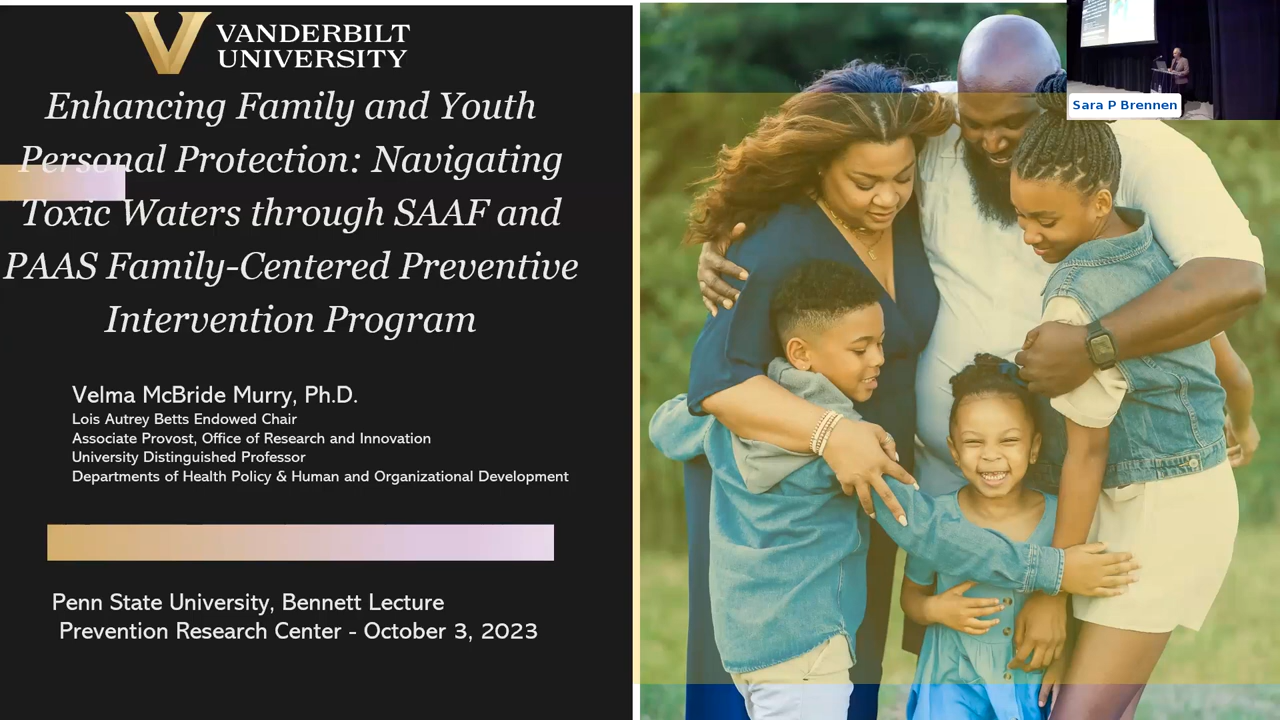 VANDERBILT
UNIVERSITY
Enhancing Family and Youth
Personal Protection: Navigating
Toxic Waters through SAAF and
PAAS Family-Centered Preventive
Intervention Program
Velma McBride Murry, Ph.D.
Lois Autrey Betts Endowed Chair
Associate Provost, Office of Research and Innovation
University Distinguished Professor
Departments of Health Policy & Human and Organizational Development
Penn State University, Bennett Lecture
Prevention Research Center - October 3, 2023
Sara P Brennen